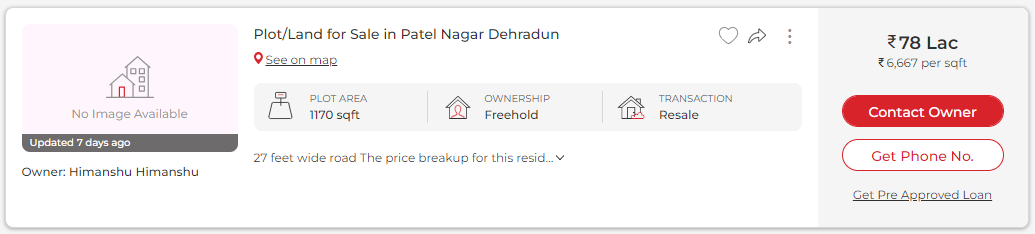 No Image Available
Updated 7 days ago
Owner: Himanshu Himanshu
Plot/Land for Sale in Patel Nagar Dehradun
See on map
PLOT AREA
1170 sqft
OWNERSHIP
Freehold
TRANSACTION
Resale
27 feet wide road The price breakup for this resid...
₹78 Lac
₹6,667 per sqft
Contact Owner
Get Phone No.
Get Pre Approved Loan